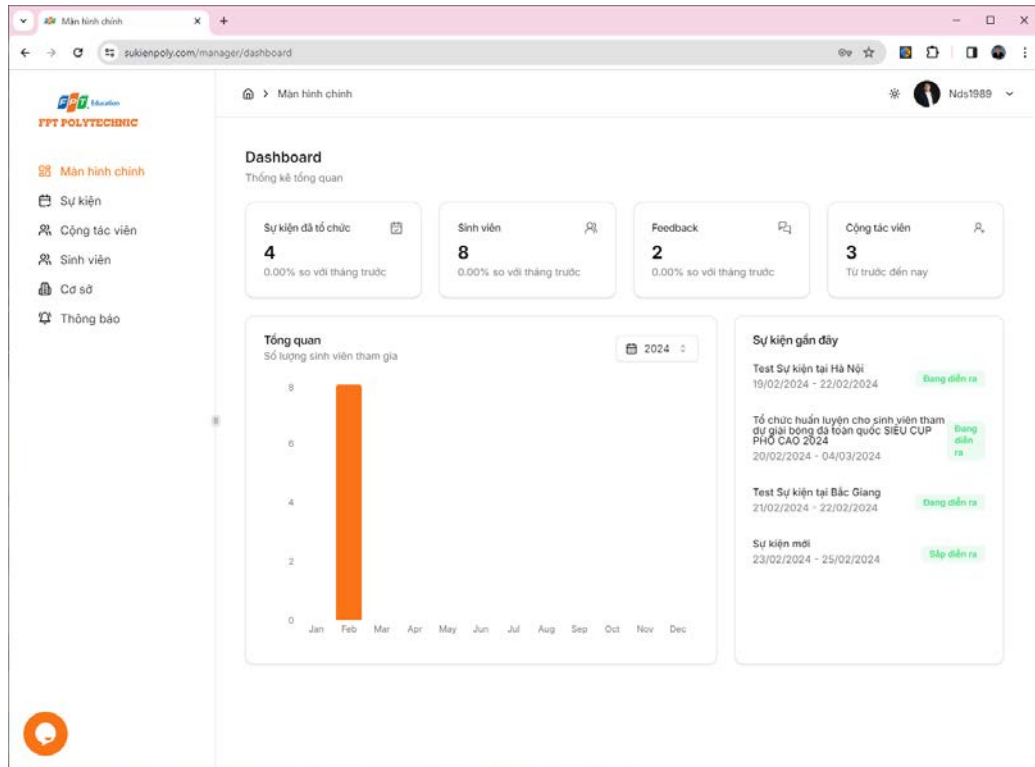 Màn hình chính
sukienpoly.com/manager/dashboard
FPT Education
FPT POLYTECHNIC
Màn hình chính
Sự kiện
Cộng tác viên
Sinh viên
Cơ sở
Thông báo
Màn hình chính
Nds1989
Dashboard
Thống kê tổng quan
Sự kiện đã tổ chức
4
0.00% so với tháng trước
Sinh viên
8
0.00% so với tháng trước
Feedback
2
0.00% so với tháng trước
Cộng tác viên
3
Từ trước đến nay
Tổng quan
Số lượng sinh viên tham gia
2024
8
6
4
2
0
Jan Feb Mar Apr May Jun Jul Aug Sep Oct Nov Dec
Sự kiện gần đây
Test Sự kiện tại Hà Nội
19/02/2024 - 22/02/2024
Đang diễn ra
Tổ chức huấn luyện cho sinh viên tham
dự giải bóng đá toàn quốc SIÊU CUP
PHỐ CAO 2024
20/02/2024 - 04/03/2024
Đang
diễn
ra
Test Sự kiện tại Bắc Giang
21/02/2024 - 22/02/2024
Đang diễn ra
Sự kiện mới
23/02/2024 - 25/02/2024
Sắp diễn ra